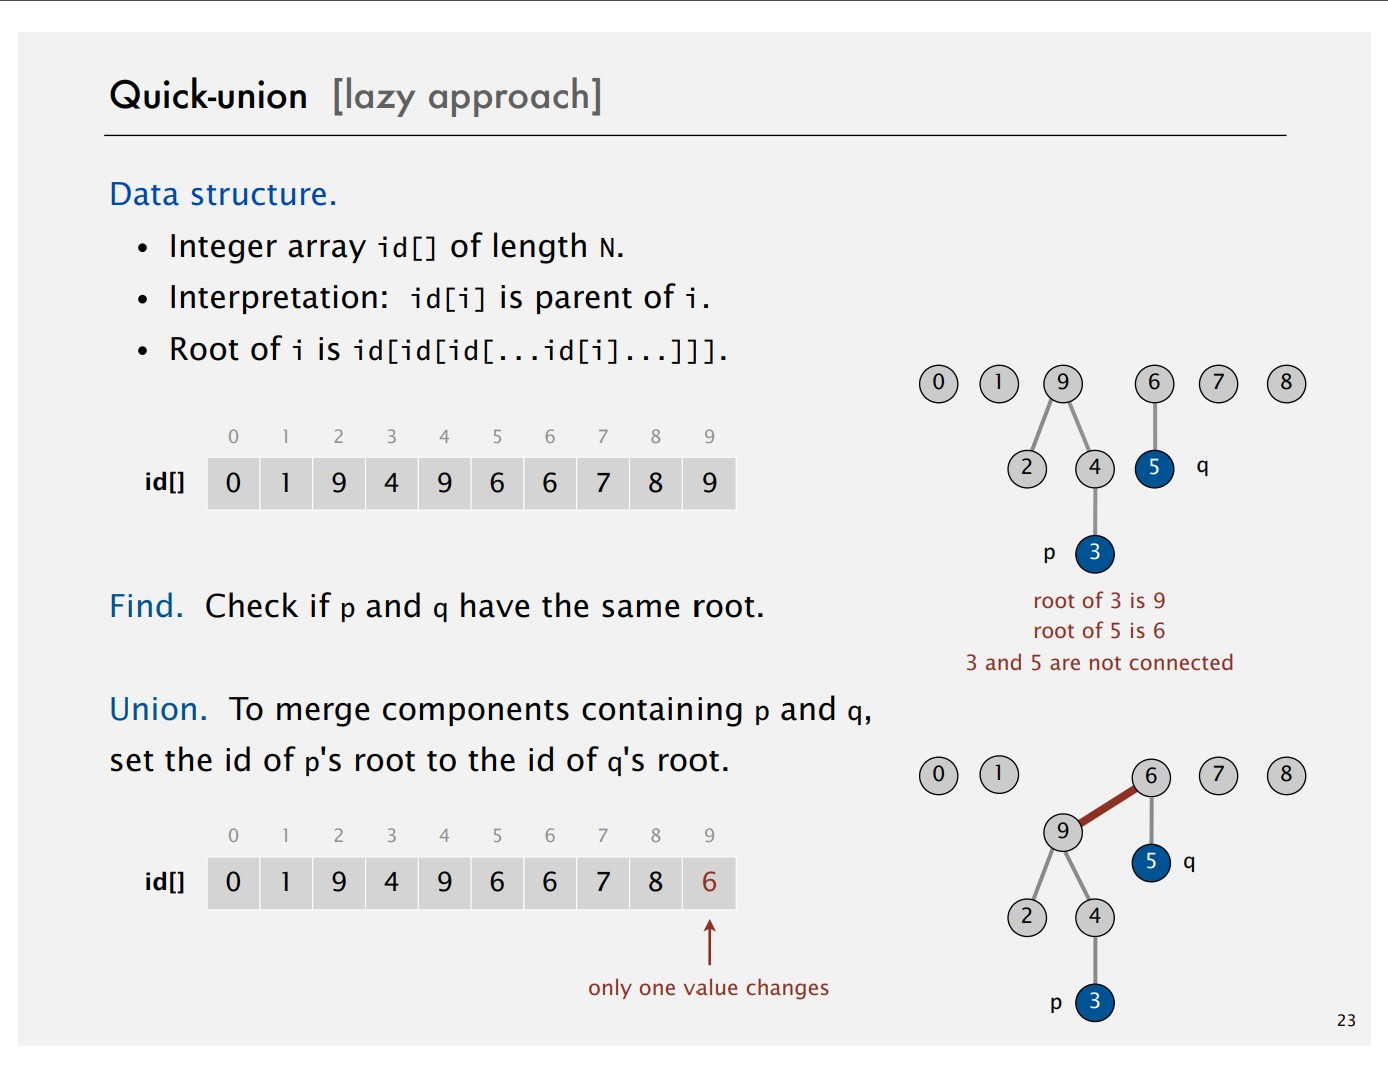 Quick-union [lazy approach]
Data structure.
• Integer array id[] of length N.
• Interpretation: id[i] is parent of i.
• Root of i is id[id[id[...id[i]...]]].
0 1 2 3 4 5 6 7 8 9
id[] 0 1 9 4 9 6 6 7 8 9
0 1 9 6 7 8
2 4 5 q
p 3
root of 3 is 9
root of 5 is 6
3 and 5 are not connected
Find. Check if p and q have the same root.
Union. To merge components containing p and q,
set the id of p's root to the id of q's root.
0 1 2 3 4 5 6 7 8 9
id[] 0 1 9 4 9 6 6 7 8 6
only one value changes
0 1 6 7 8
9
5 q
2 4
p 3
23